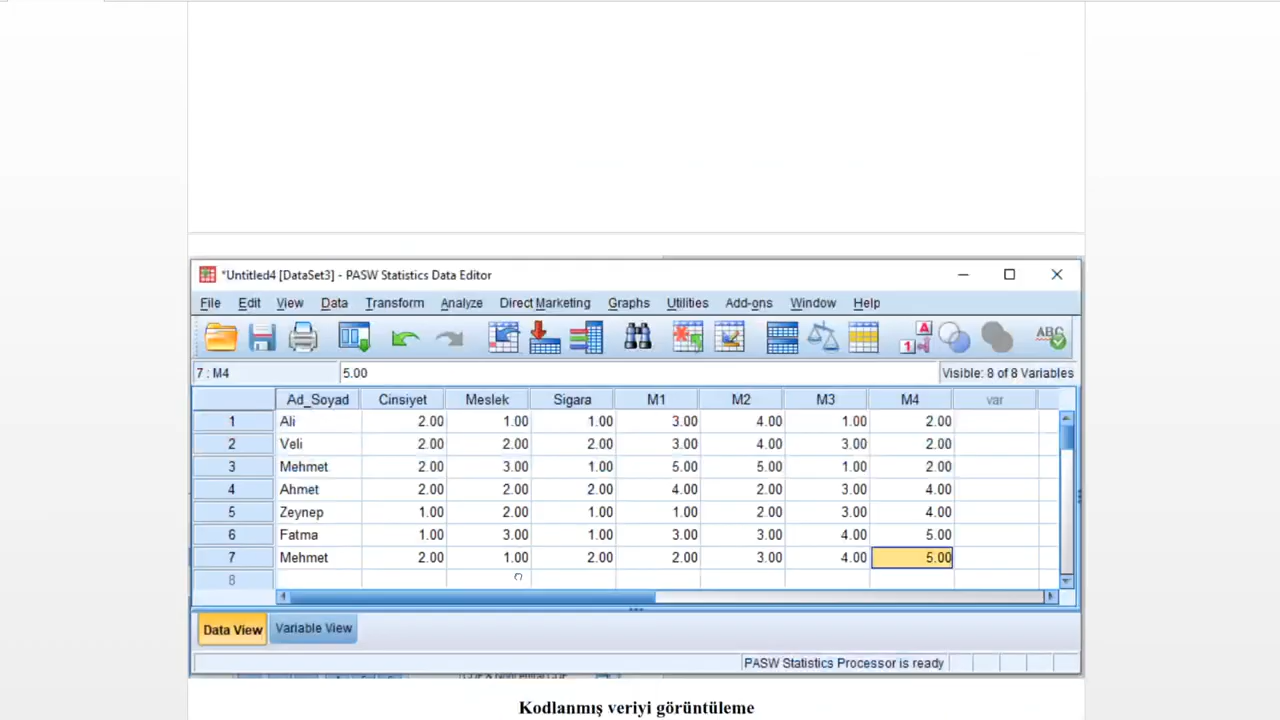 *Untitled4 [DataSet3] - PASW Statistics Data Editor
File Edit View Data Transform Analyze Direct Marketing Graphs Utilities Add-ons Window Help
7 : M4 5.00 Visible: 8 of 8 Variables
Ad_Soyad Cinsiyet Meslek Sigara M1 M2 M3 M4 var
1 Ali 2.00 1.00 1.00 3.00 4.00 1.00 2.00
2 Veli 2.00 2.00 2.00 3.00 4.00 3.00 2.00
3 Mehmet 2.00 3.00 1.00 5.00 5.00 1.00 2.00
4 Ahmet 2.00 2.00 2.00 4.00 2.00 3.00 4.00
5 Zeynep 1.00 2.00 1.00 1.00 2.00 3.00 4.00
6 Fatma 1.00 3.00 1.00 3.00 3.00 4.00 5.00
7 Mehmet 2.00 1.00 2.00 2.00 3.00 4.00 5.00
8
Data View Variable View
PASW Statistics Processor is ready
Kodlanmış veriyi görüntüleme